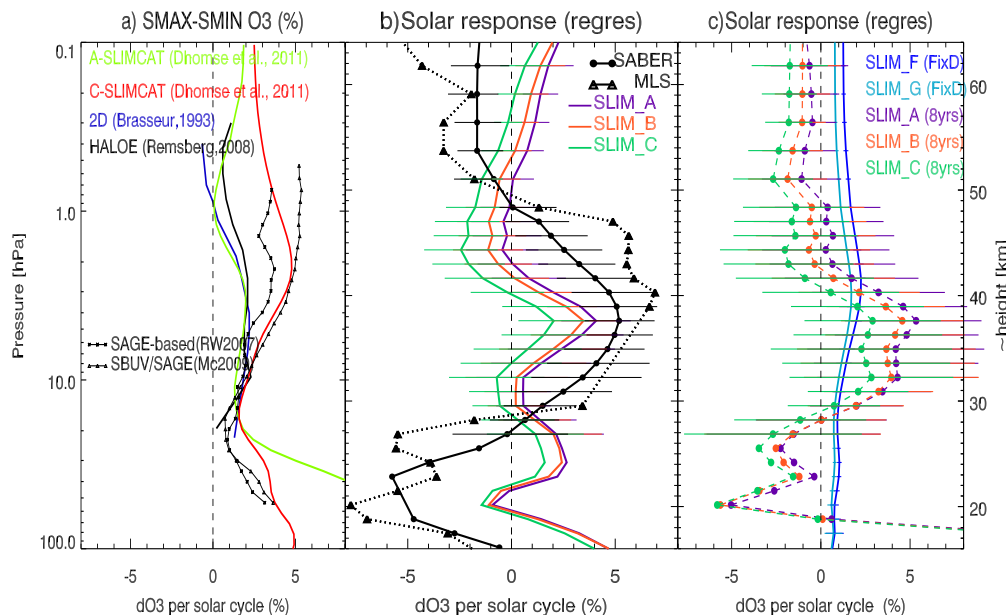 a) SMAX-SMIN O3 (%)
b)Solar response (regres)
c)Solar response (regres)
A-SLIMCAT (Dhomse et al., 2011)
C-SLIMCAT (Dhomse et al., 2011)
2D (Brasseur,1993)
HALOE (Remsberg,2008)
SAGE-based(RW2007)
SBUV/SAGE(Mc2009)
SABER
MLS
SLIM_A
SLIM_B
SLIM_C
SLIM_F (FixD)
SLIM_G (FixD)
SLIM_A (8yrs)
SLIM_B (8yrs)
SLIM_C (8yrs)
Pressure [hPa]
0.1
1.0
10.0
100.0
~height [km]
60
50
40
30
20
-5 0 5
-5 0 5
-5 0 5
dO3 per solar cycle (%)
dO3 per solar cycle (%)
dO3 per solar cycle (%)